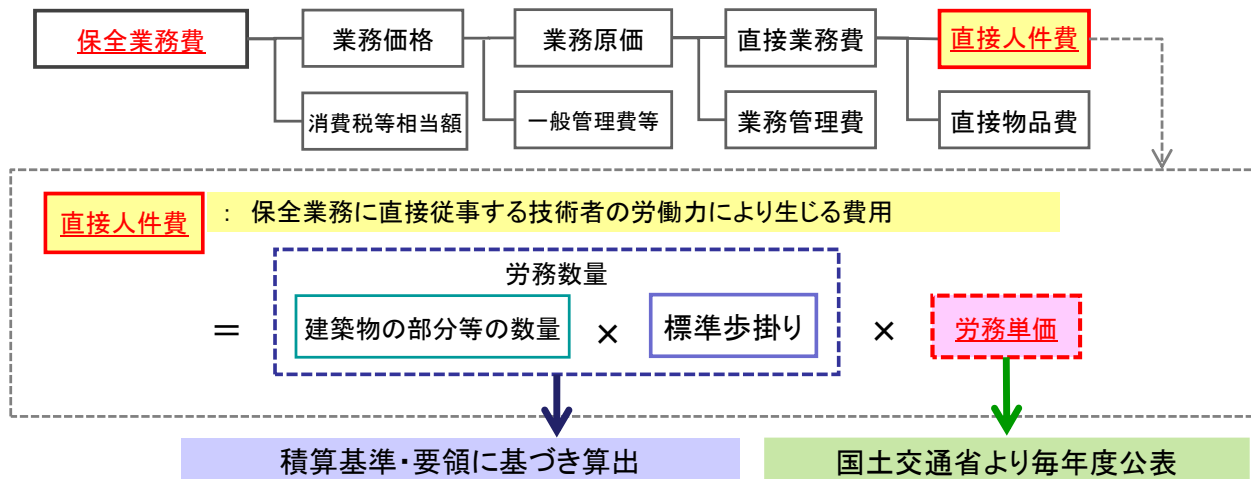 保全業務費
業務価格
業務原価
直接業務費
直接人件費
消費税等相当額
一般管理費等
業務管理費
直接物品費
直接人件費
： 保全業務に直接従事する技術者の労働力により生じる費用
労務数量
＝ 建築物の部分等の数量 × 標準歩掛り × 労務単価
積算基準・要領に基づき算出
国土交通省より毎年度公表